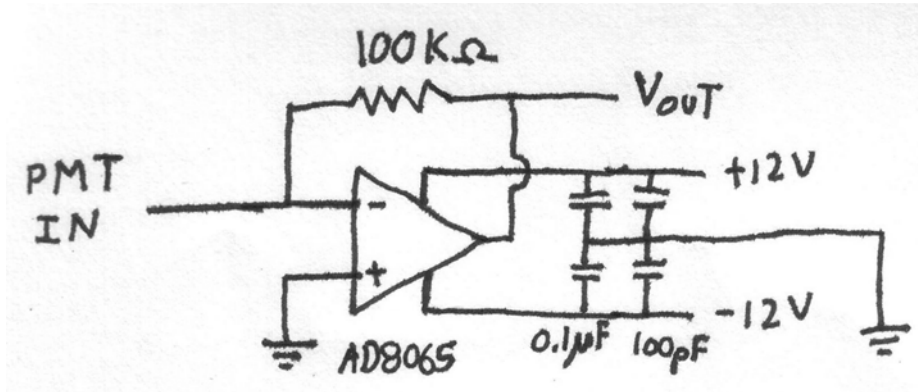 100KΩ
VOUT
PMT
IN
-
+
+12V
-12V
AD8065
0.1µF
100pF